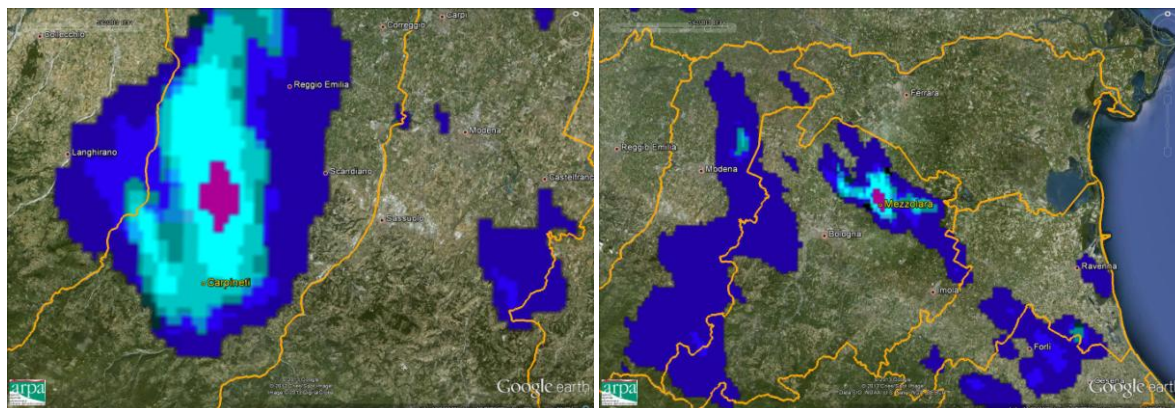 Collecchio
Correggio
Carpi
Reggio Emilia
Langhirano
Modena
Scandiano
Castelfranco
Sassuolo
Carpineti
arpa
Google earth
Ferrara
Reggio Emilia
Modena
Mezzolara
Bologna
Ravenna
Imola
Forlì
arpa
Google earth